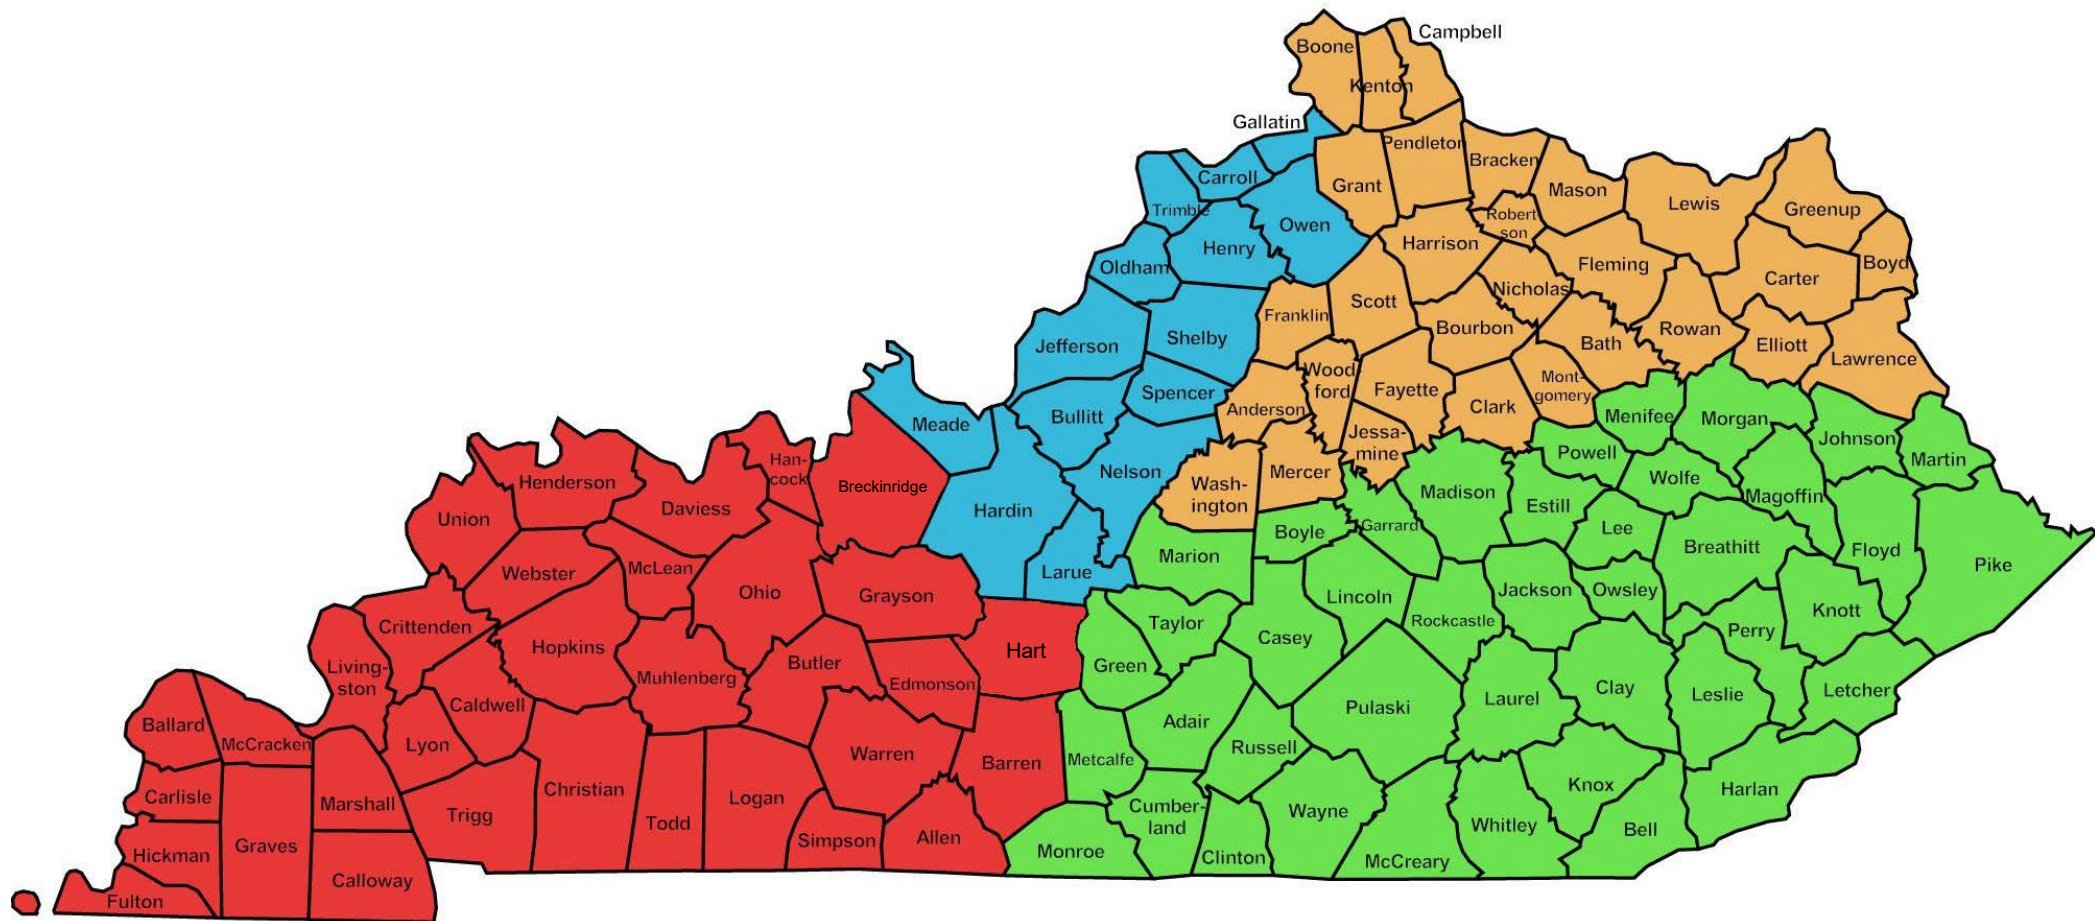 Campbell
Boone
Kenton
Gallatin
Pendleton
Bracken
Carroll
Grant
Mason
Lewis
Greenup
Trimble
Owen
Robert
son
Harrison
Henry
Oldham
Fleming
Boyd
Carter
Nicholas
Scott
Franklin
Bourbon
Rowan
Shelby
Jefferson
Bath
Elliott
Lawrence
Wood
ford
Fayette
Mont-
gomery
Spencer
Anderson
Clark
Bullitt
Meade
Menifee
Morgan
Johnson
Jessa-
mine
Powell
Martin
Nelson
Mercer
Han-
cock
Breckinridge
Henderson
Wash-
ington
Madison
Wolfe
Magoffin
Daviess
Hardin
Estill
Union
Garrard
Lee
Boyle
Breathitt
Floyd
Marion
Pike
McLean
Webster
Larue
Ohio
Grayson
Jackson
Owsley
Lincoln
Knott
Crittenden
Taylor
Rockcastle
Perry
Casey
Hopkins
Hart
Butler
Green
Living-
ston
Muhlenberg
Edmonson
Clay
Leslie
Letcher
Laurel
Caldwell
Pulaski
Ballard
Adair
McCracken
Lyon
Russell
Warren
Metcalfe
Barren
Knox
Harlan
Christian
Carlisle
Marshall
Logan
Cumber-
land
Wayne
Trigg
Todd
Whitley
Bell
Simpson
Allen
Graves
Hickman
Monroe
Clinton
McCreary
Calloway
Fulton